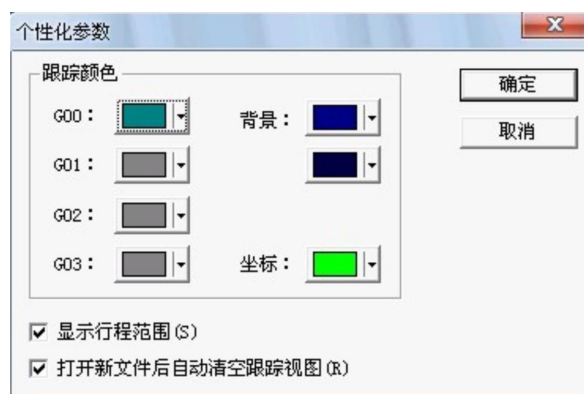 个性化参数
跟踪颜色
G00： 背景：
G01：
G02：
G03： 坐标：
确定
取消
显示行程范围(S)
打开新文件后自动清空跟踪视图(R)